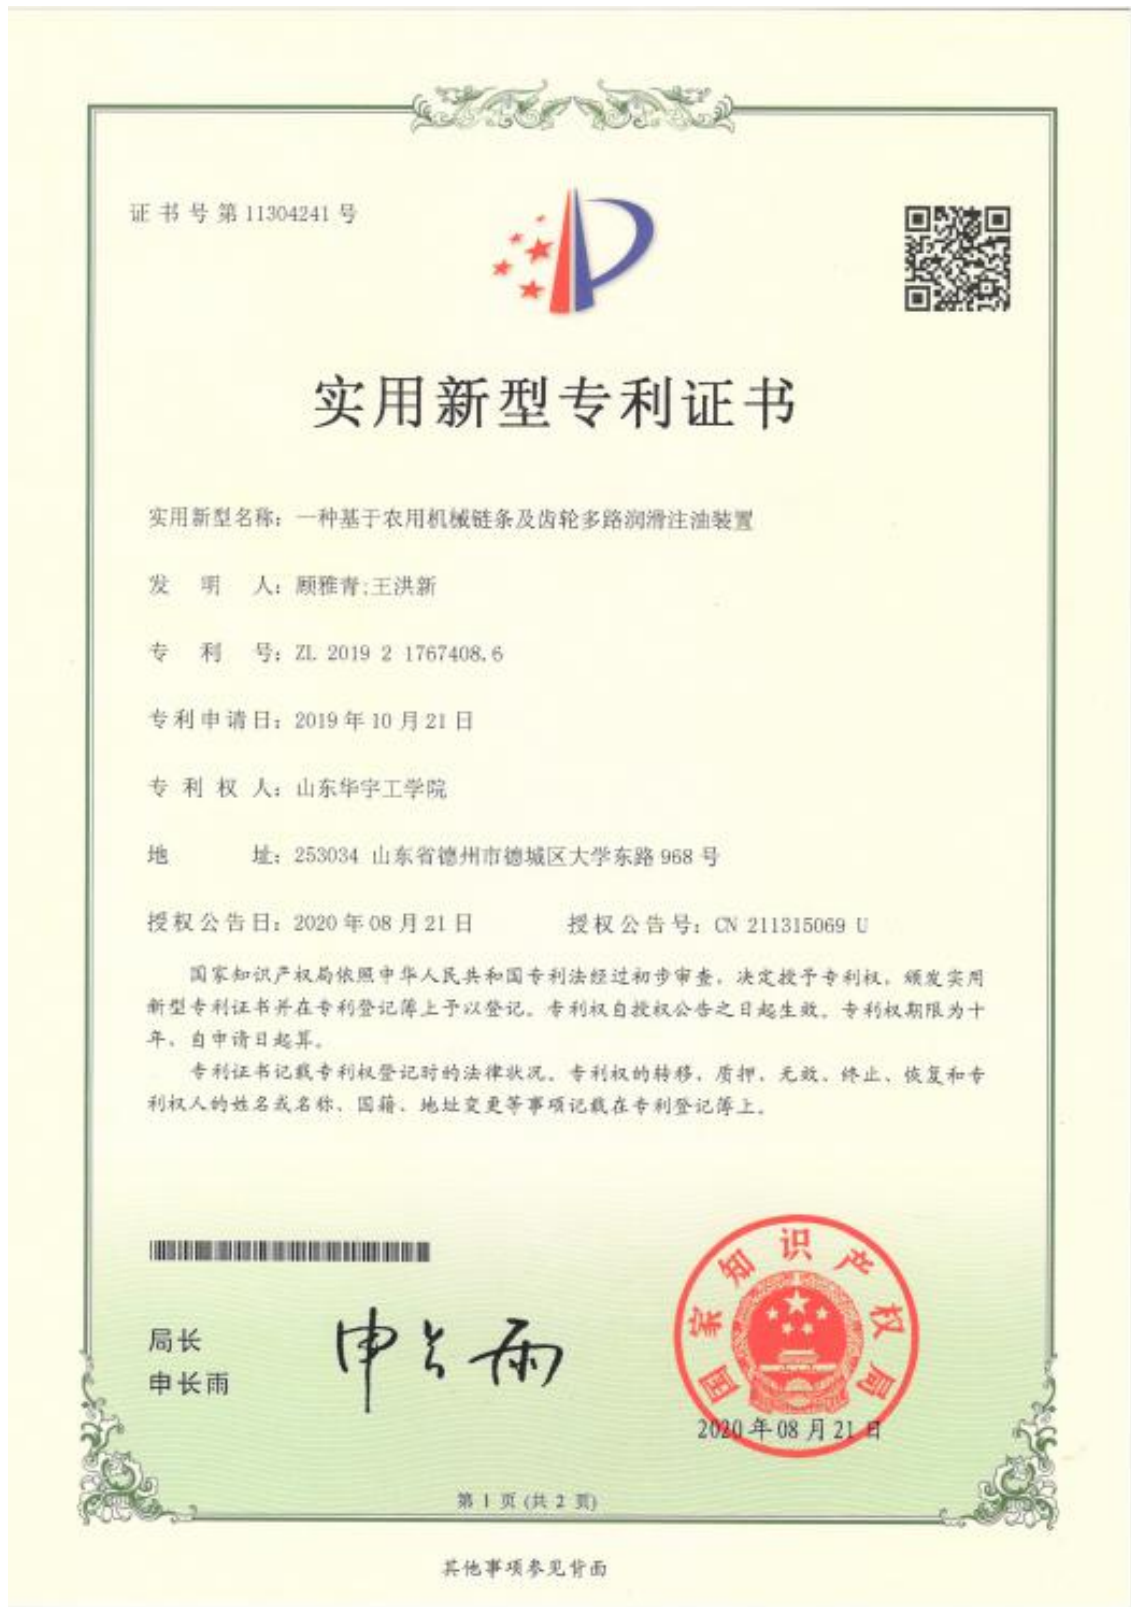 证书号第11304241号
实用新型专利证书
实用新型名称：一种基于农用机械链条及齿轮多路润滑注油装置
发明人：顾雅青;王洪新
专利号：ZL 2019 2 1767408.6
专利申请日：2019年10月21日
专利权人：山东华宇工学院
地址：253034 山东省德州市德城区大学东路968号
授权公告日：2020年08月21日 授权公告号：CN 211315069 U
国家知识产权局依照中华人民共和国专利法经过初步审查，决定授予专利权，颁发实用
新型专利证书并在专利登记簿上予以登记。专利权自授权公告之日起生效。专利权期限为十
年，自申请日起算。
专利证书记载专利权登记时的法律状况。专利权的转移、质押、无效、终止、恢复和专
利权人的姓名或名称、国籍、地址变更等事项记载在专利登记簿上。
局长
申长雨
申长雨
国家知识产权局
2020年08月21日
第 1 页 (共 2 页)
其他事项参见背面